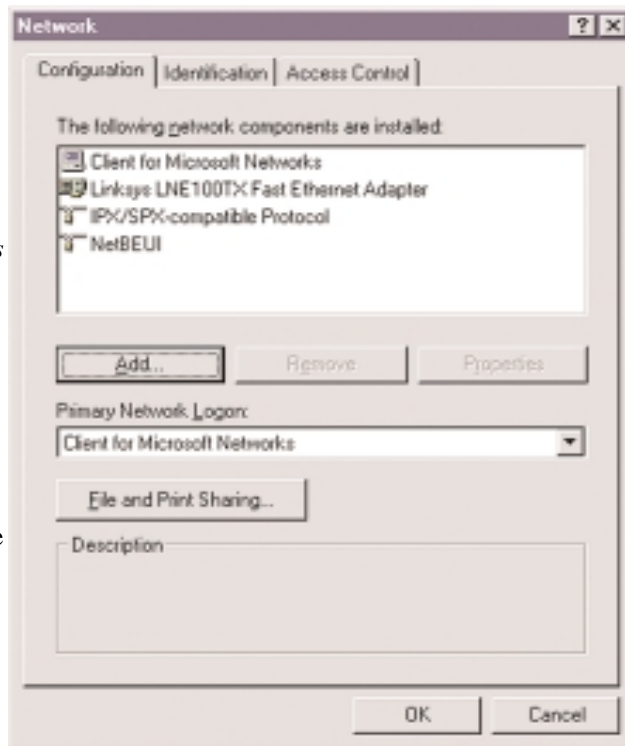 Network
Configuration Identification Access Control
The following network components are installed:
Client for Microsoft Networks
Linksys LNE100TX Fast Ethernet Adapter
IPX/SPX-compatible Protocol
s
NetBEUI
Add... Remove Properties
Primary Network Logon:
Client for Microsoft Networks
File and Print Sharing...
e
Description
OK Cancel